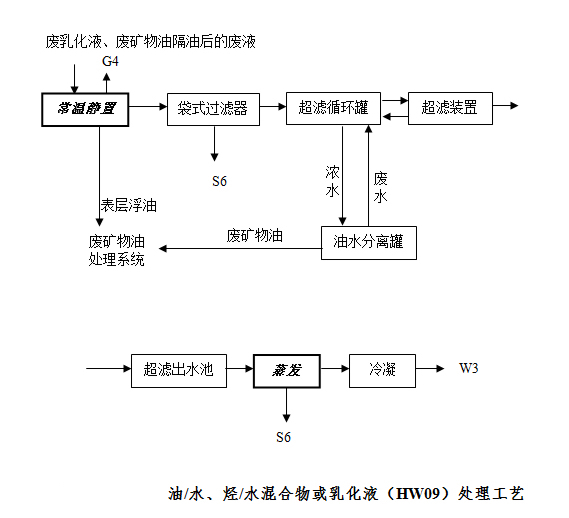 废乳化液、废矿物油隔油后的废液
G4
常温静置
袋式过滤器
超滤循环罐
超滤装置
S6
浓水
废水
表层浮油
废矿物油
处理系统
废矿物油
油水分离罐
超滤出水池
蒸发
冷凝
W3
S6
油/水、烃/水混合物或乳化液（HW09）处理工艺